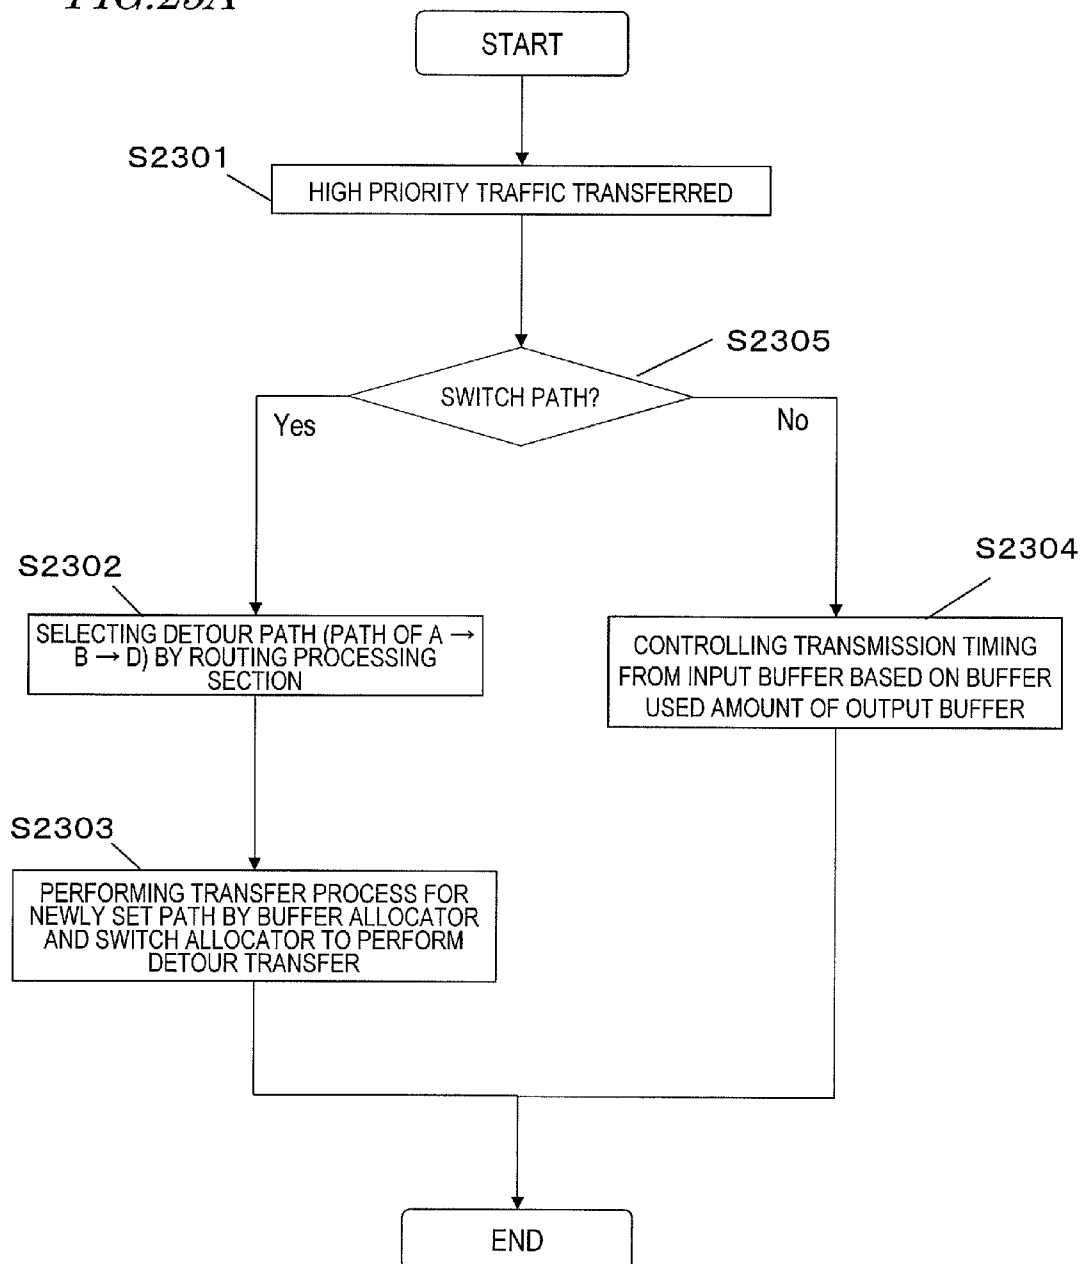 START
S2301
HIGH PRIORITY TRAFFIC TRANSFERRED
S2305
SWITCH PATH?
Yes
No
S2302
S2304
SELECTING DETOUR PATH (PATH OF A →
B → D) BY ROUTING PROCESSING
SECTION
CONTROLLING TRANSMISSION TIMING
FROM INPUT BUFFER BASED ON BUFFER
USED AMOUNT OF OUTPUT BUFFER
S2303
PERFORMING TRANSFER PROCESS FOR
NEWLY SET PATH BY BUFFER ALLOCATOR
AND SWITCH ALLOCATOR TO PERFORM
DETOUR TRANSFER
END